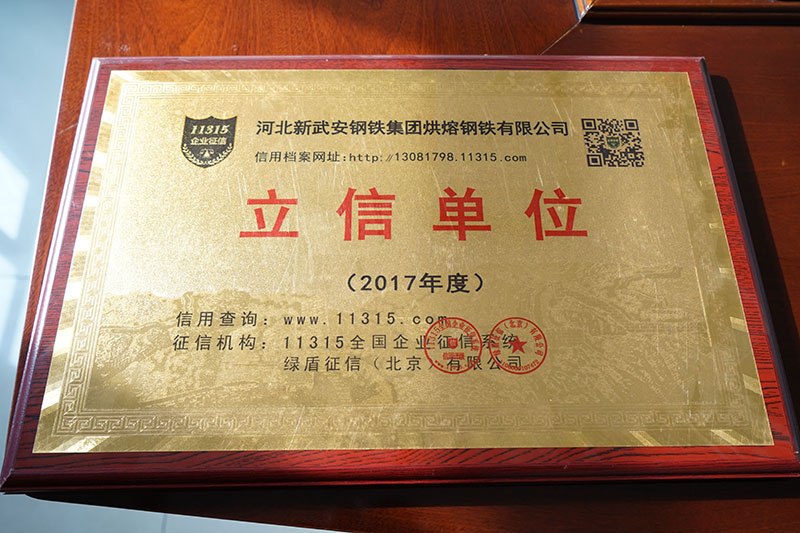 11315
企业征信
河北新武安钢铁集团烘熔钢铁有限公司
信用档案网址:http://13081798.11315.com
立信单位
（2017年度）
信用查询：www.11315.com
征信机构：11315全国企业征信系统
绿盾征信（北京）有限公司